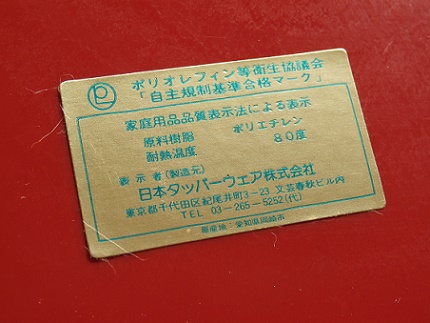 ポリオレフィン等衛生協議会
「自主規制基準合格マーク」
家庭用品品質表示法による表示
原料樹脂 ポリエチレン
耐熱温度 80度
表示者(製造元)
日本タッパーウェア株式会社
東京都千代田区紀尾井町3-23 文芸春秋ビル内
TEL 03-265-5252(代)
原産地:愛知県岡崎市